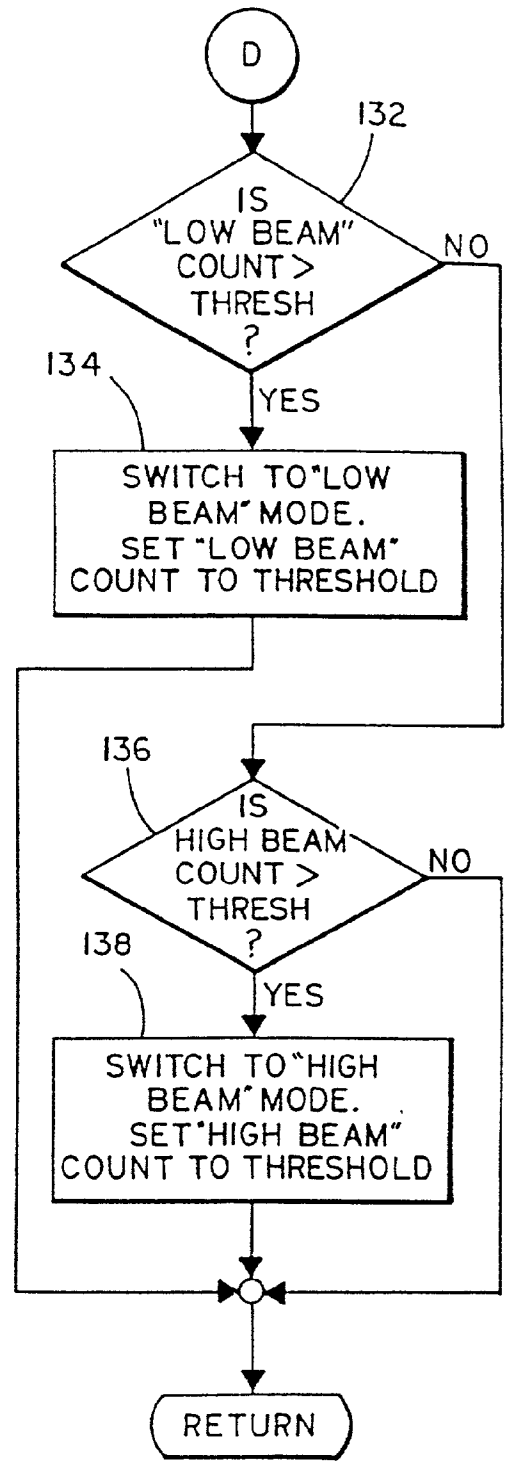 D
132
IS
"LOW BEAM"
COUNT >
THRESH
?
NO
134
YES
SWITCH TO "LOW
BEAM" MODE.
SET "LOW BEAM"
COUNT TO THRESHOLD
136
IS
HIGH BEAM
COUNT >
THRESH
?
NO
138
YES
SWITCH TO "HIGH
BEAM" MODE.
SET "HIGH BEAM"
COUNT TO THRESHOLD
RETURN